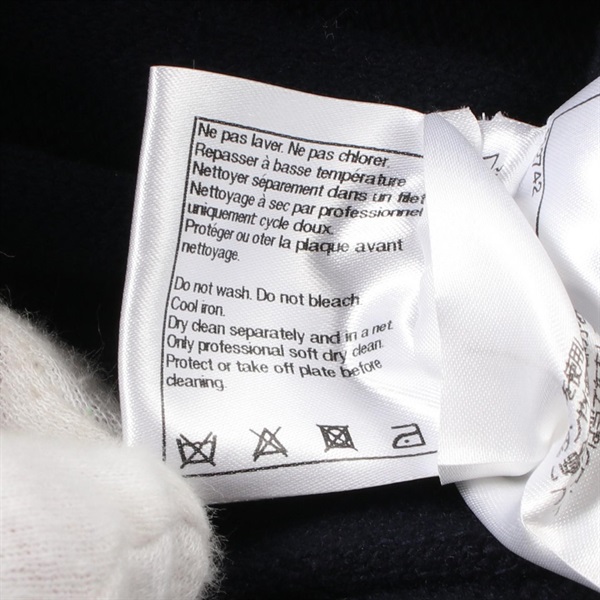 Ne pas laver. Ne pas chlorer.
Repasser à basse température
Nettoyer séparement dans un filet
Nettoyage à sec par professionnel
uniquement cycle doux.
Protéger ou oter la plaque avant
nettoyage.
Do not wash. Do not bleach
Cool iron.
Dry clean separately and in a net.
Only professional soft dry clean.
Protect or take off plate before
cleaning.